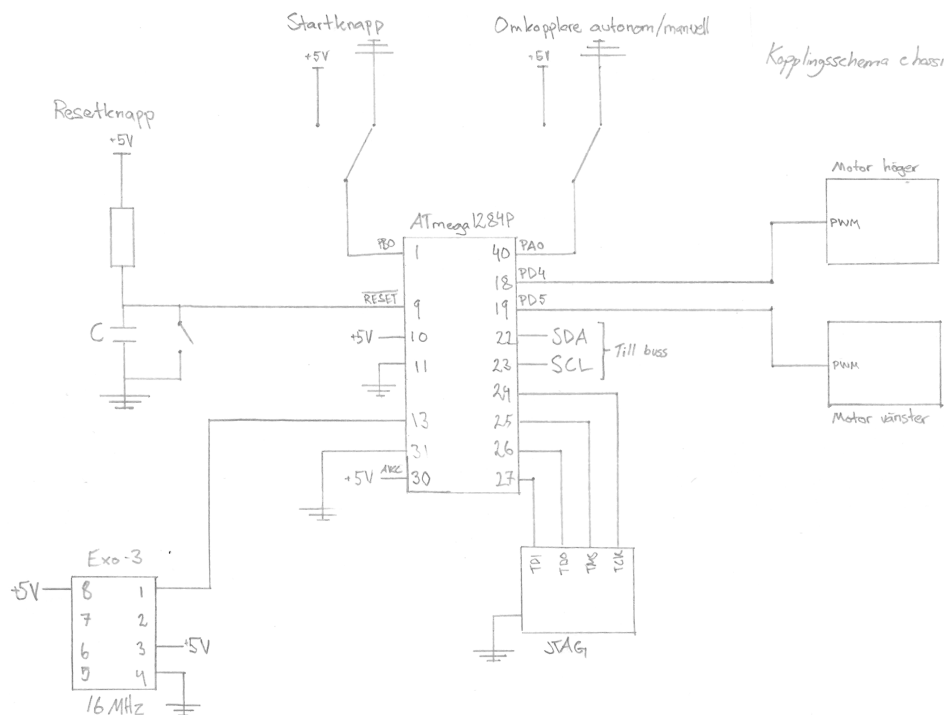 Startknapp
Omkopplare autonom/manuell
Kopplingsschema chassi
+5V
+5V
Resetknapp
+5V
Motor höger
PWM
ATmega1284P
PB0
1
40
PA0
18
PD4
RESET
9
19
PD5
+5V
10
22
SDA
Till buss
11
23
SCL
24
13
25
31
26
+5V
AVCC
30
27
C
PWM
Motor vänster
Exo-3
+5V
8
1
7
2
6
3
+5V
5
4
16 MHz
TDI
TDO
TMS
TCK
JTAG